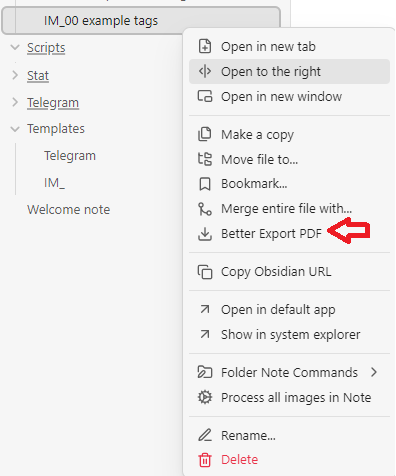 IM_00 example tags
Scripts
Stat
Telegram
Templates
Telegram
IM_
Welcome note
Open in new tab
Open to the right
Open in new window
Make a copy
Move file to...
Bookmark...
Merge entire file with...
Better Export PDF
Copy Obsidian URL
Open in default app
Show in system explorer
Folder Note Commands
Process all images in Note
Rename...
Delete